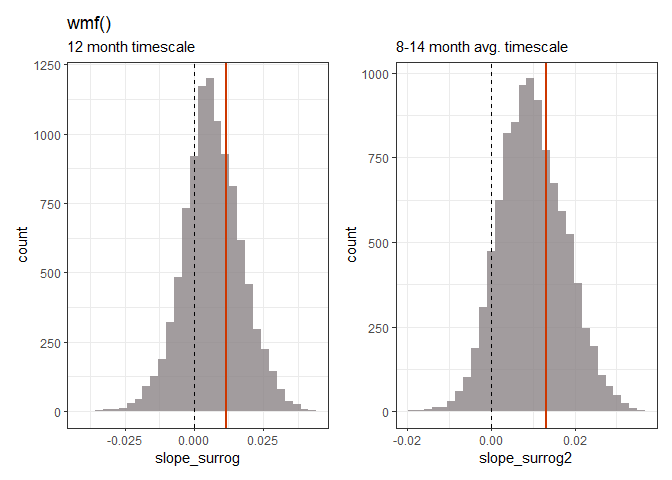 wmf()
12 month timescale
1250
1000
750
500
250
0
count
-0.025 0.000 0.025
slope_surrog
8-14 month avg. timescale
1000
750
500
250
0
count
-0.02 0.00 0.02
slope_surrog2